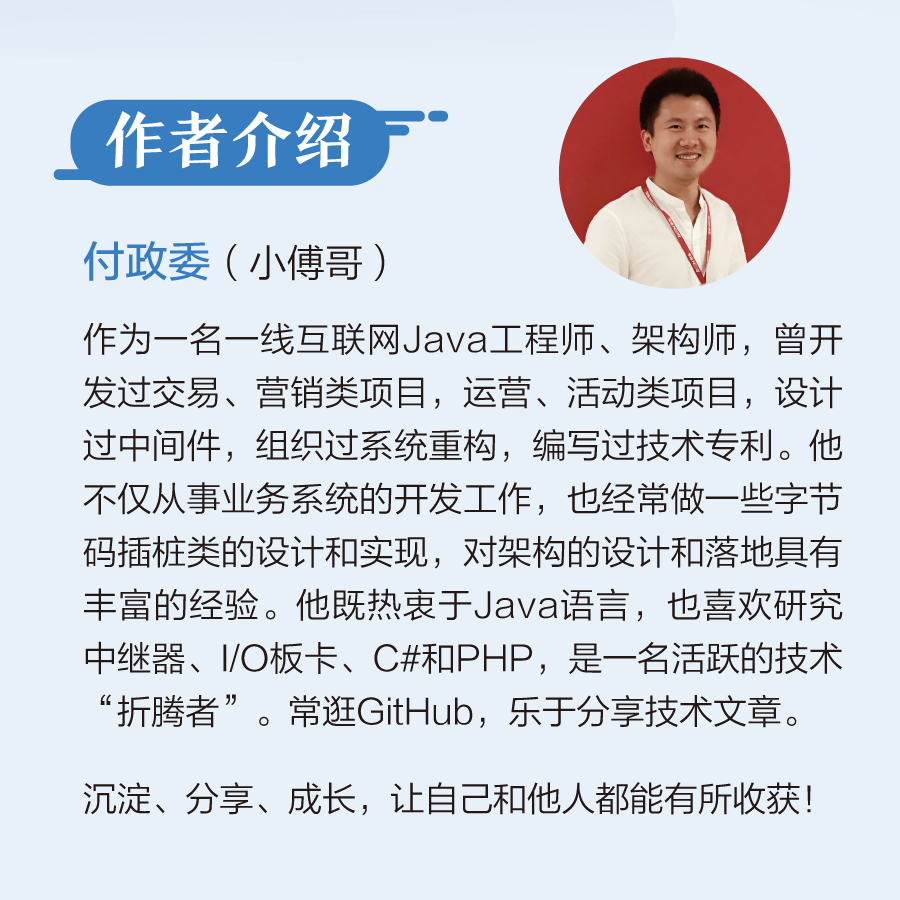 作者介绍
付政委（小傅哥）
作为一名一线互联网Java工程师、架构师，曾开
发过交易、营销类项目，运营、活动类项目，设计
过中间件，组织过系统重构，编写过技术专利。他
不仅从事业务系统的开发工作，也经常做一些字节
码插桩类的设计和实现，对架构的设计和落地具有
丰富的经验。他既热衷于Java语言，也喜欢研究
中继器、I/O板卡、C#和PHP，是一名活跃的技术
“折腾者”。常逛GitHub，乐于分享技术文章。
沉淀、分享、成长，让自己和他人都能有所收获！